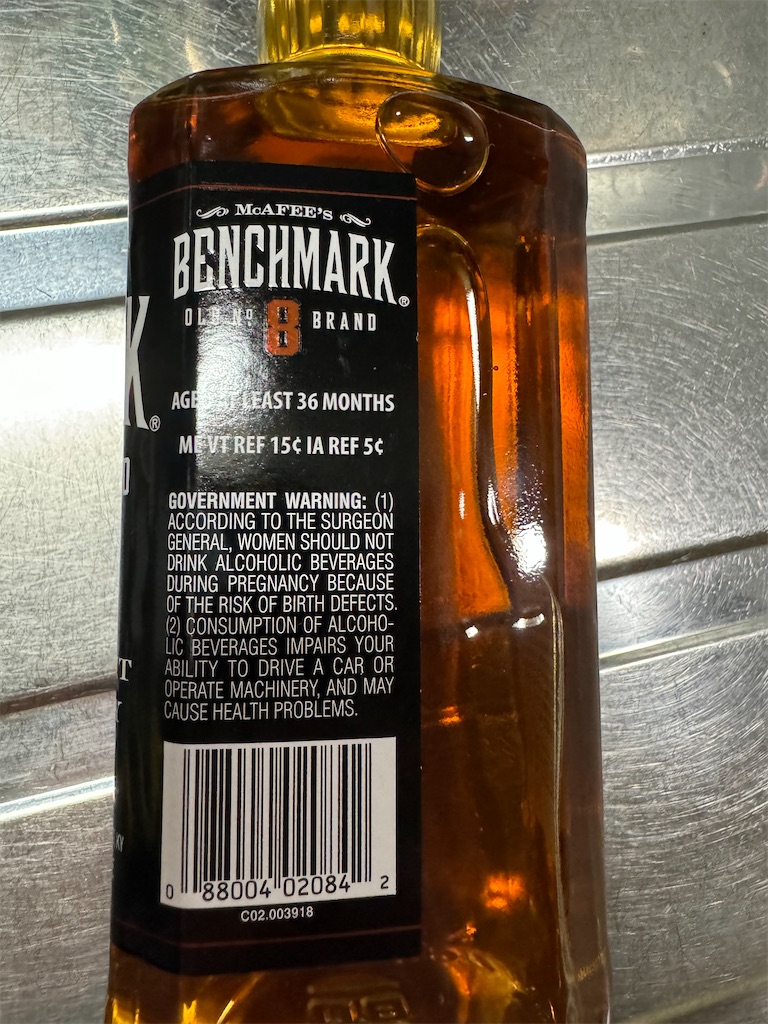 McAFEE'S
BENCHMARK®
OLD No 8 BRAND
K®
AGED AT LEAST 36 MONTHS
ME VT REF 15¢ IA REF 5¢
GOVERNMENT WARNING: (1)
ACCORDING TO THE SURGEON
GENERAL, WOMEN SHOULD NOT
DRINK ALCOHOLIC BEVERAGES
DURING PREGNANCY BECAUSE
OF THE RISK OF BIRTH DEFECTS.
(2) CONSUMPTION OF ALCOHO-
LIC BEVERAGES IMPAIRS YOUR
ABILITY TO DRIVE A CAR OR
OPERATE MACHINERY, AND MAY
CAUSE HEALTH PROBLEMS.
0 88004 02084 2
C02.003918